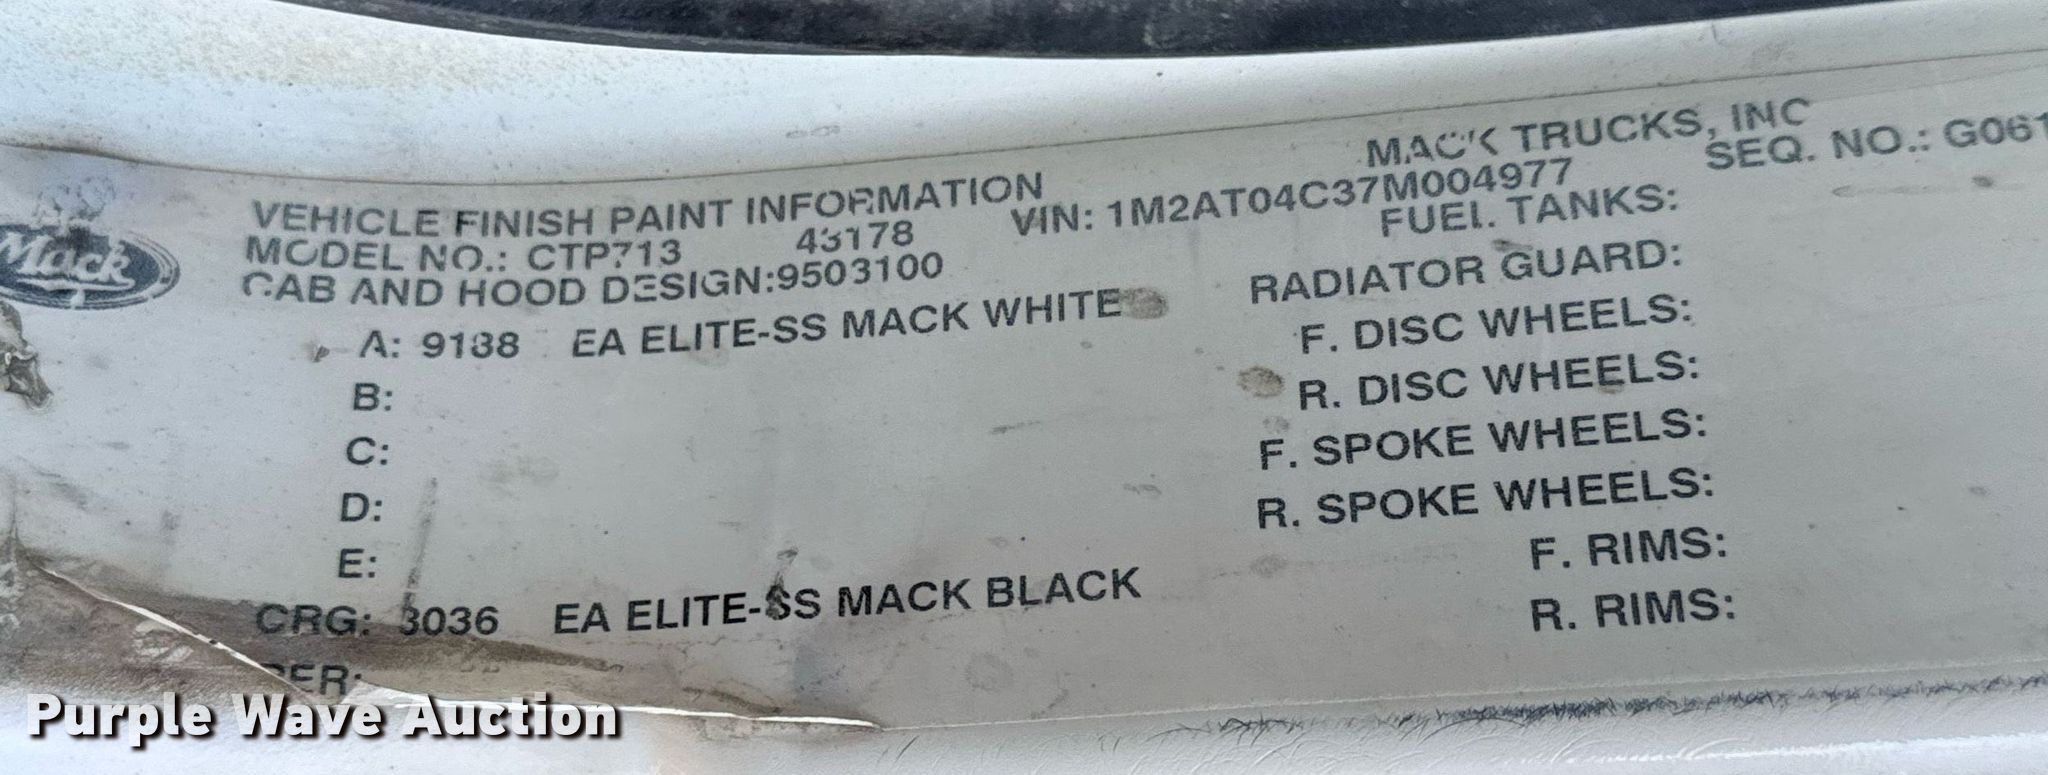 MACK TRUCKS, INC
VEHICLE FINISH PAINT INFORMATION VIN: 1M2AT04C37M004977 SEQ. NO.: G061
MODEL NO.: CTP713 43178 FUEL TANKS:
CAB AND HOOD DESIGN:9503100 RADIATOR GUARD:
Mack
A: 9138 EA ELITE-SS MACK WHITE F. DISC WHEELS:
B: R. DISC WHEELS:
C: F. SPOKE WHEELS:
D: R. SPOKE WHEELS:
E: F. RIMS:
CRG: 3036 EA ELITE-SS MACK BLACK R. RIMS:
Purple Wave Auction